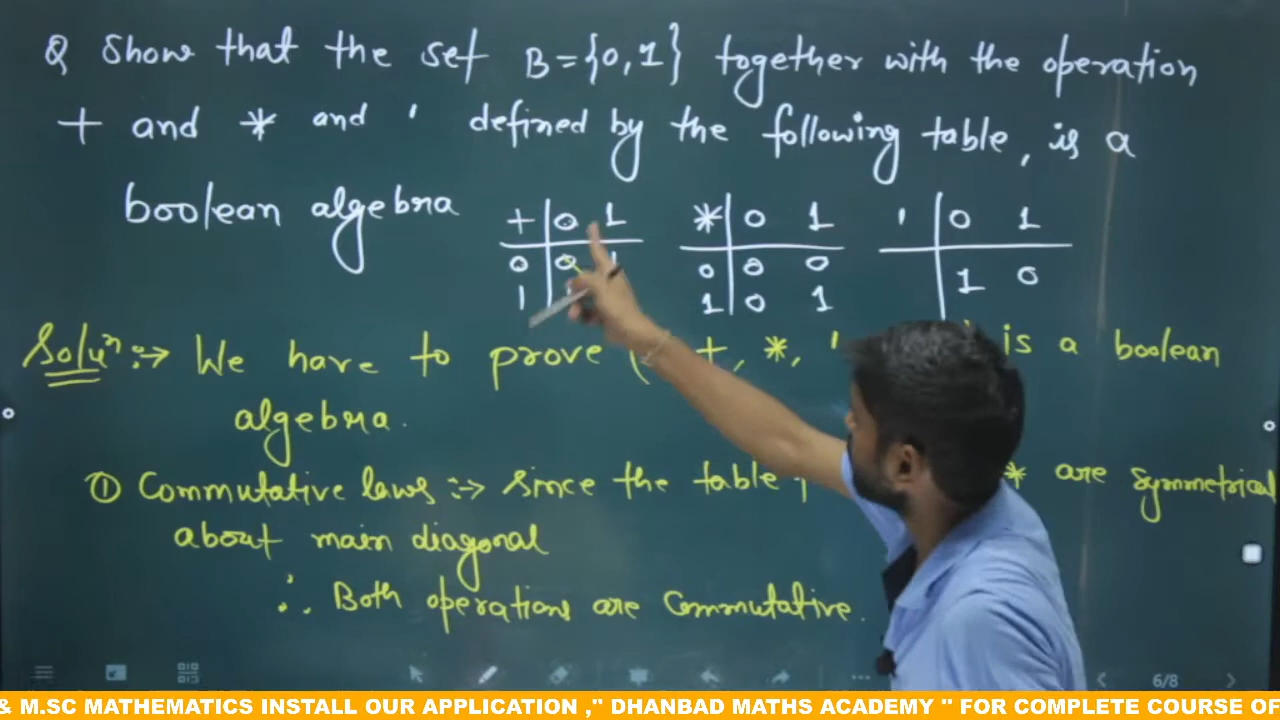 Q Show that the set B={0,1} together with the operation
+ and * and ' defined by the following table, is a
boolean algebra
+ 0 1 * 0 1 ' 0 1
0 0 0 0 0 1 0
1 1 0 1
Soluⁿ :→ We have to prove ( +, *, ' is a boolean
algebra.
① Commutative laws :→ since the table * are symmetrical
about main diagonal
∴ Both operations are commutative.
6/8
& M.SC MATHEMATICS INSTALL OUR APPLICATION ," DHANBAD MATHS ACADEMY " FOR COMPLETE COURSE OF